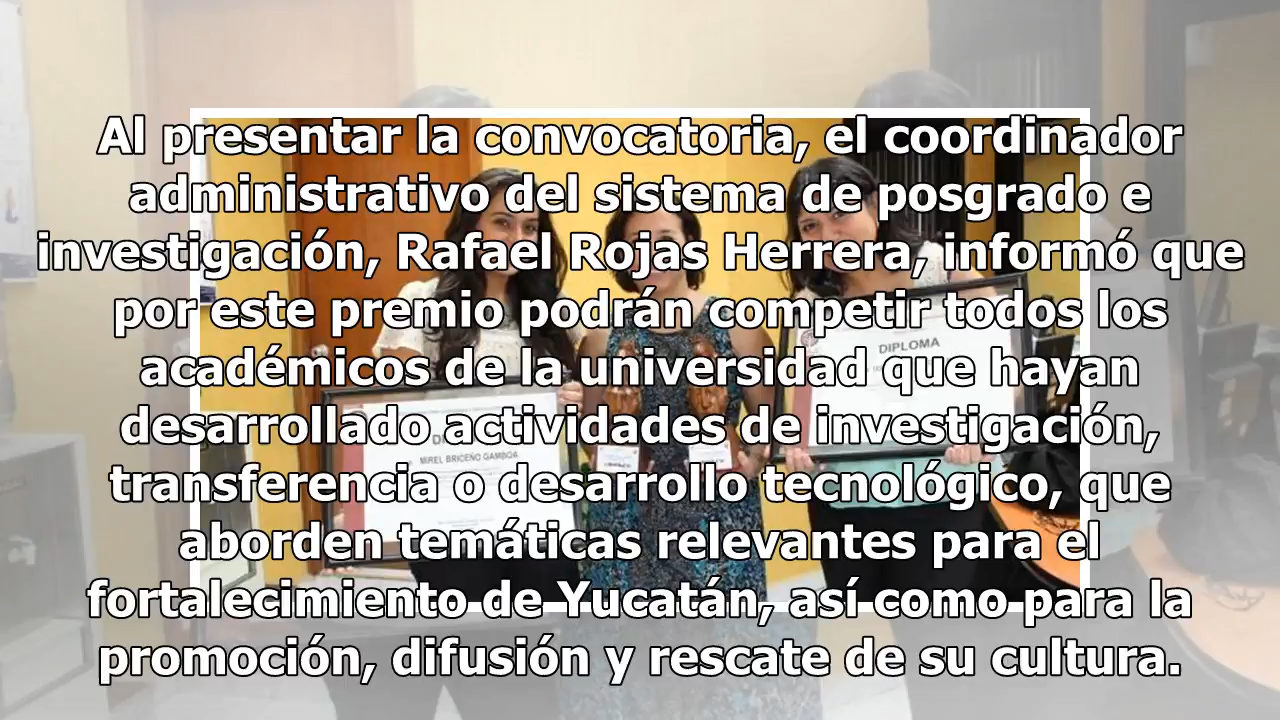 Al presentar la convocatoria, el coordinador
administrativo del sistema de posgrado e
investigación, Rafael Rojas Herrera, informó que
por este premio podrán competir todos los
académicos de la universidad que hayan
desarrollado actividades de investigación,
transferencia o desarrollo tecnológico, que
aborden temáticas relevantes para el
fortalecimiento de Yucatán, así como para la
promoción, difusión y rescate de su cultura.
DIPLOMA
MIREL BRICEÑO GAMBOA